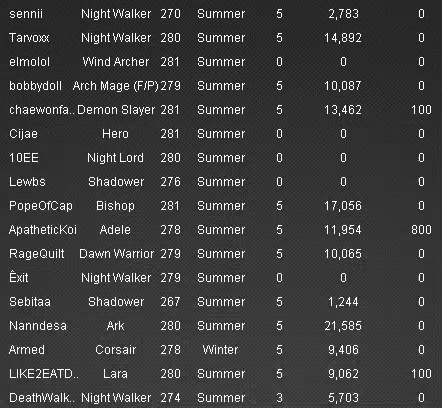 sennii Night Walker 270 Summer 5 2,783 0
Tarvoxx Night Walker 280 Summer 5 14,892 0
elmolol Wind Archer 281 Summer 0 0 0
bobbydoll Arch Mage (F/P) 279 Summer 5 10,087 0
chaewonfa.. Demon Slayer 281 Summer 5 13,462 100
Cijae Hero 281 Summer 0 0 0
10EE Night Lord 280 Summer 0 0 0
Lewbs Shadower 276 Summer 0 0 0
PopeOfCap Bishop 281 Summer 5 17,056 0
ApatheticKoi Adele 278 Summer 5 11,954 800
RageQuilt Dawn Warrior 279 Summer 5 10,065 0
Êxit Night Walker 279 Summer 0 0 0
Sebitaa Shadower 267 Summer 5 1,244 0
Nanndesa Ark 280 Summer 5 21,585 0
Armed Corsair 278 Winter 5 9,406 0
LIKE2EATD.. Lara 280 Summer 5 9,062 100
DeathWalk.. Night Walker 274 Summer 3 5,703 0